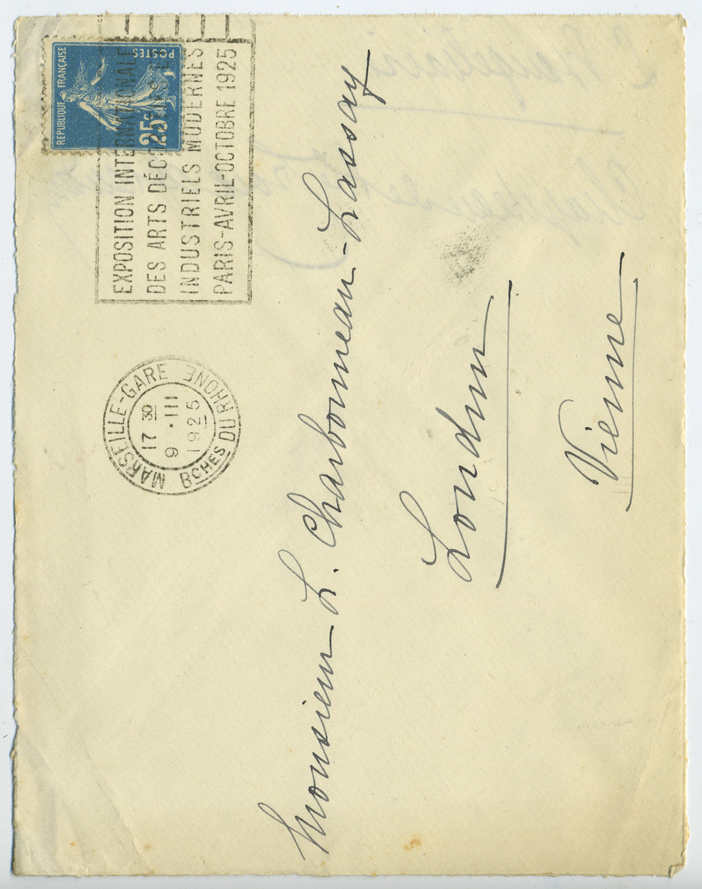 REPUBLIQUE FRANÇAISE
POSTES
25c
EXPOSITION INTERNATIONALE
DES ARTS DÉC
INDUSTRIELS MODERNES
PARIS-AVRIL-OCTOBRE 1925
MARSEILLE-GARE
17 30
9 · III
1925
BCHES DU RHONE
Monsieur L. Charbonneau-Lassay
Loudun
Vienne